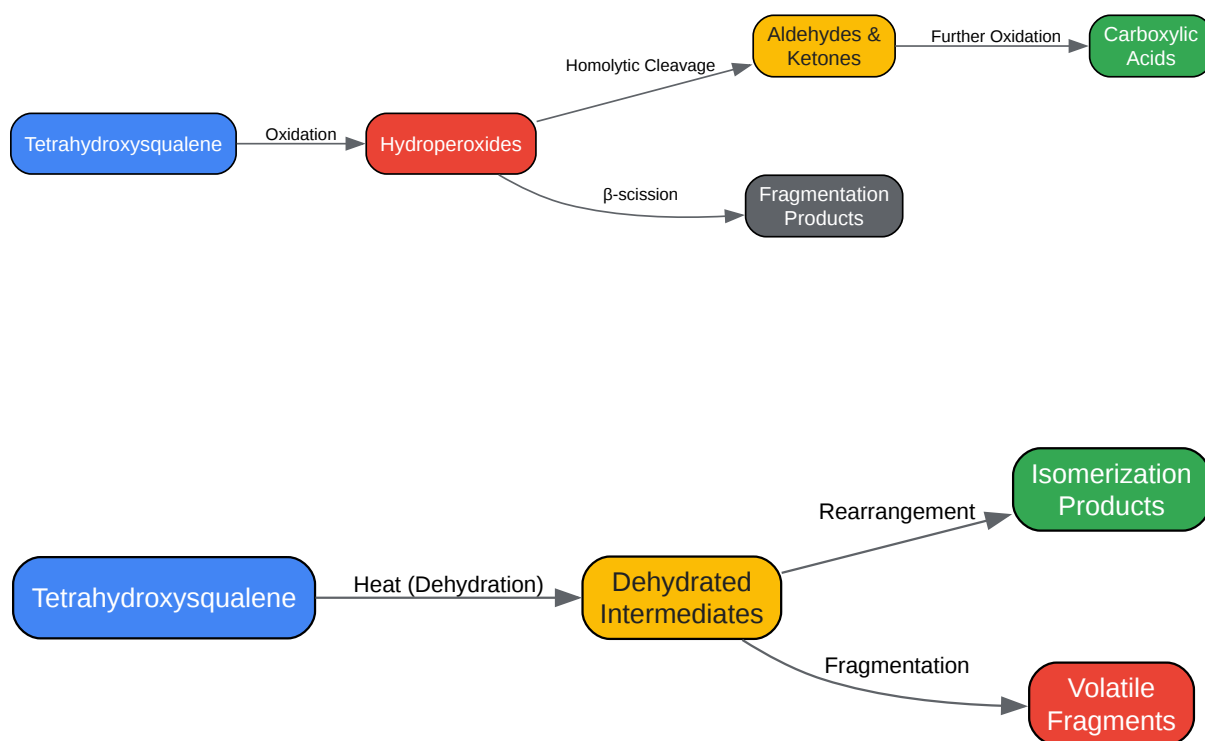 Tetrahydroxysqualene
Oxidation
Hydroperoxides
Homolytic Cleavage
Aldehydes &
Ketones
Further Oxidation
Carboxylic
Acids
β-scission
Fragmentation
Products
Tetrahydroxysqualene
Heat (Dehydration)
Dehydrated
Intermediates
Rearrangement
Isomerization
Products
Fragmentation
Volatile
Fragments